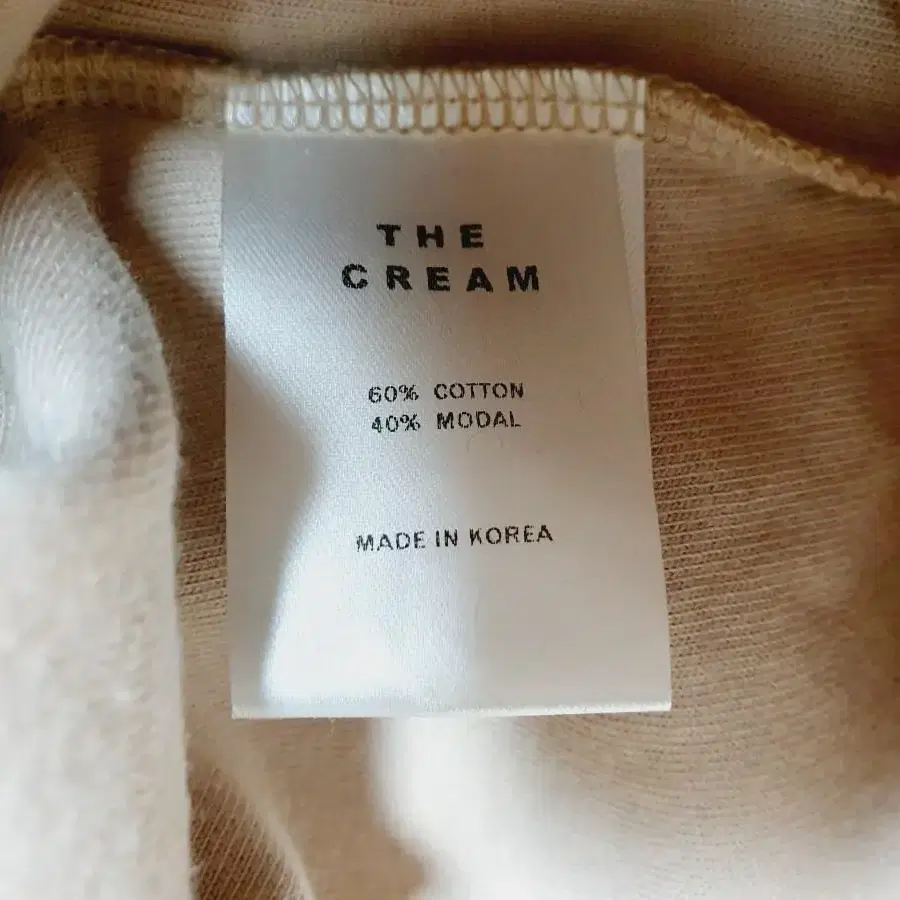 THE
CREAM
60% COTTON
40% MODAL
MADE IN KOREA